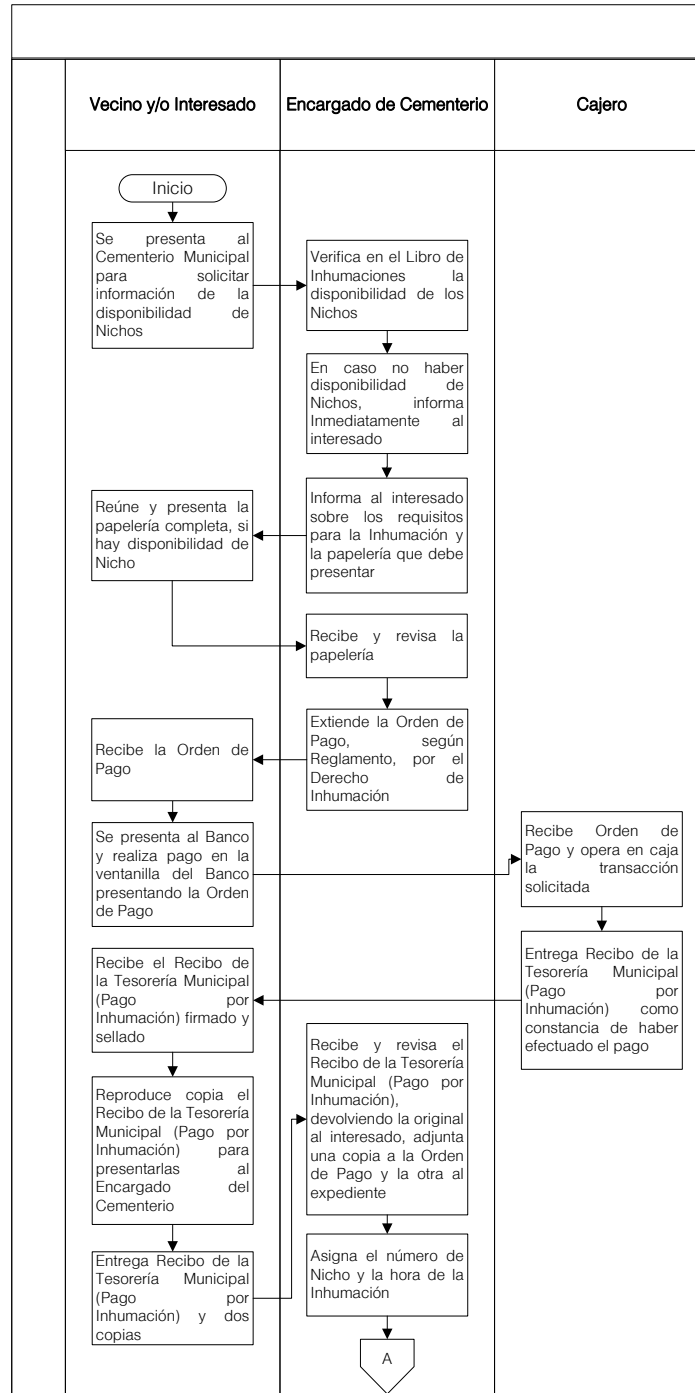 Vecino y/o Interesado
Encargado de Cementerio
Cajero
Inicio
Se presenta al
Cementerio Municipal
para solicitar
información de la
disponibilidad de
Nichos
Verifica en el Libro de
Inhumaciones la
disponibilidad de los
Nichos
En caso no haber
disponibilidad de
Nichos, informa
Inmediatamente al
interesado
Informa al interesado
sobre los requisitos
para la Inhumación y
la papelería que debe
presentar
Reúne y presenta la
papelería completa, si
hay disponibilidad de
Nicho
Recibe y revisa la
papelería
Extiende la Orden de
Pago, según
Reglamento, por el
Derecho de
Inhumación
Recibe la Orden de
Pago
Se presenta al Banco
y realiza pago en la
ventanilla del Banco
presentando la Orden
de Pago
Recibe Orden de
Pago y opera en caja
la transacción
solicitada
Entrega Recibo de la
Tesorería Municipal
(Pago por
Inhumación) como
constancia de haber
efectuado el pago
Recibe el Recibo de
la Tesorería Municipal
(Pago por
Inhumación) firmado y
sellado
Reproduce copia el
Recibo de la Tesorería
Municipal (Pago por
Inhumación) para
presentarlas al
Encargado del
Cementerio
Entrega Recibo de la
Tesorería Municipal
(Pago por
Inhumación) y dos
copias
Recibe y revisa el
Recibo de la Tesorería
Municipal (Pago por
Inhumación),
devolviendo la original
al interesado, adjunta
una copia a la Orden
de Pago y la otra al
expediente
Asigna el número de
Nicho y la hora de la
Inhumación
A